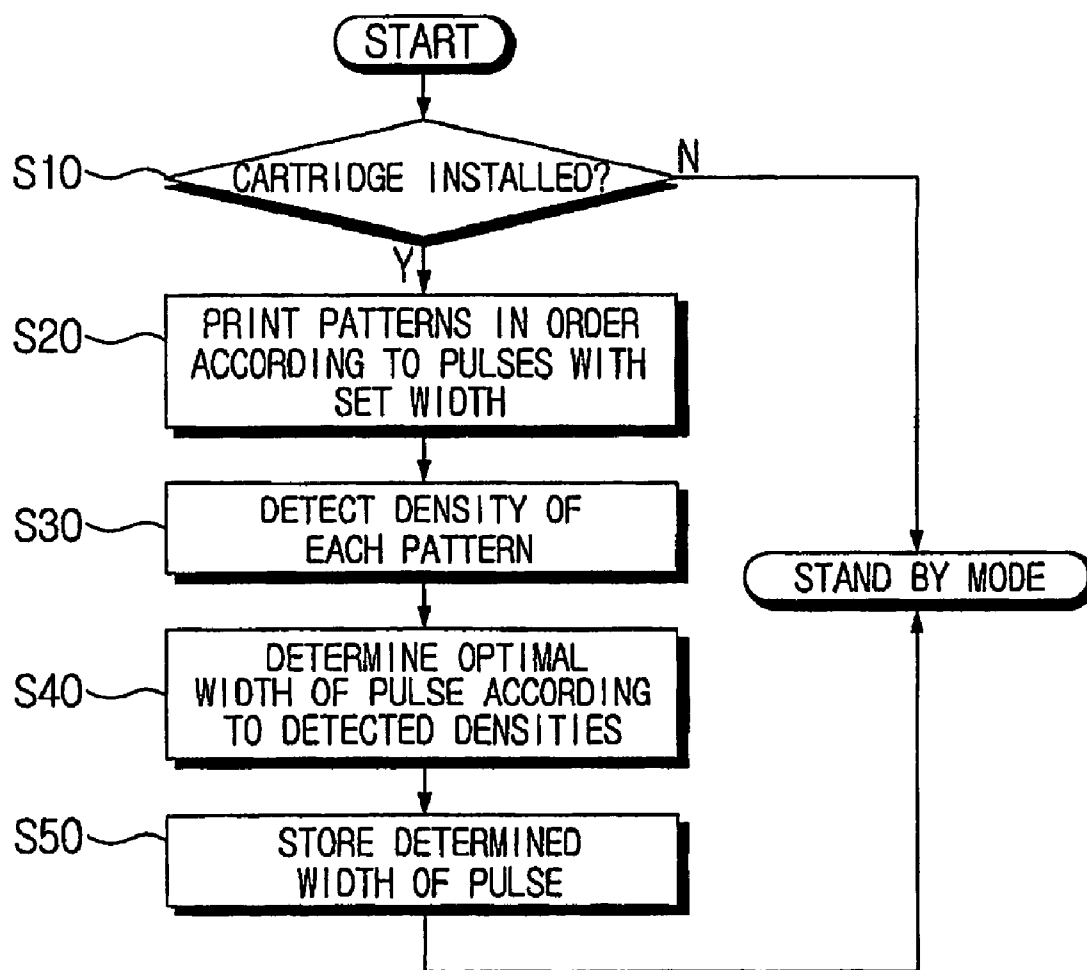 START
S10
CARTRIDGE INSTALLED?
N
Y
S20
PRINT PATTERNS IN ORDER
ACCORDING TO PULSES WITH
SET WIDTH
S30
DETECT DENSITY OF
EACH PATTERN
STAND BY MODE
S40
DETERMINE OPTIMAL
WIDTH OF PULSE ACCORDING
TO DETECTED DENSITIES
S50
STORE DETERMINED
WIDTH OF PULSE